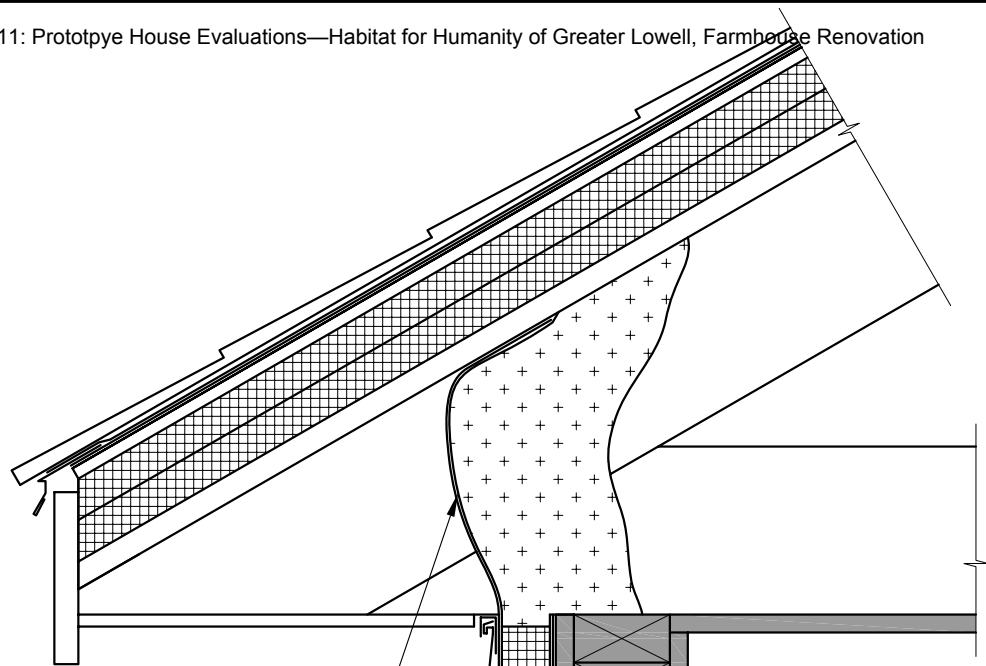 11: Prototpye House Evaluations—Habitat for Humanity of Greater Lowell, Farmhouse Renovation